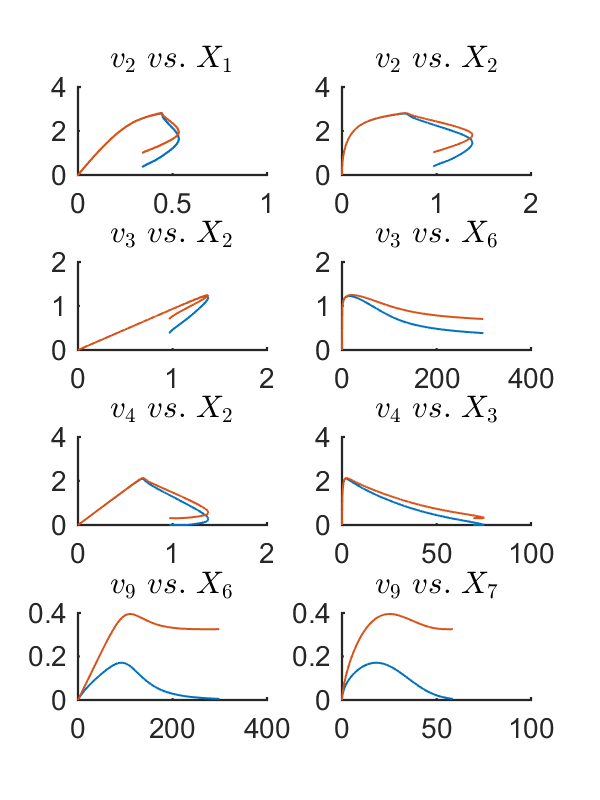 v₂ vs. X₁
v₂ vs. X₂
4
2
0
0 0.5 1
4
2
0
0 1 2
v₃ vs. X₂
v₃ vs. X₆
2
1
0
0 1 2
2
1
0
0 200 400
v₄ vs. X₂
v₄ vs. X₃
4
2
0
0 1 2
4
2
0
0 50 100
v₉ vs. X₆
v₉ vs. X₇
0.4
0.2
0
0 200 400
0.4
0.2
0
0 50 100